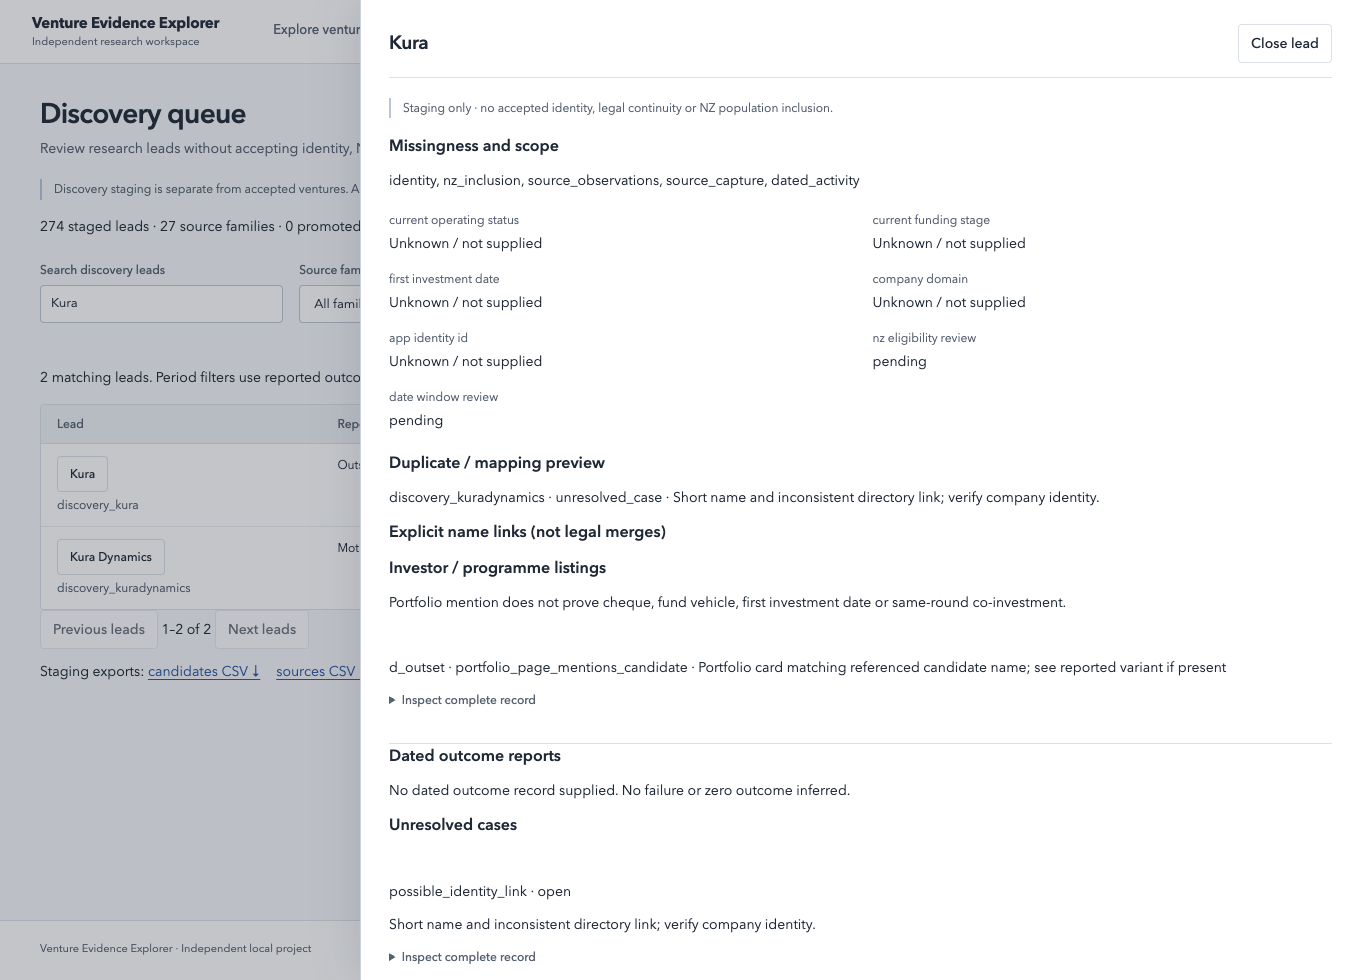 Venture Evidence Explorer
Independent research workspace
Explore ventur
Discovery queue
Review research leads without accepting identity, N
Discovery staging is separate from accepted ventures. A
274 staged leads · 27 source families · 0 promoted
Search discovery leads
Source fam
Kura
All famil
2 matching leads. Period filters use reported outco
Lead
Rep
Kura
Outs
discovery_kura
Kura Dynamics
Mot
discovery_kuradynamics
Previous leads
1–2 of 2
Next leads
Staging exports: candidates CSV ↓ sources CSV
Venture Evidence Explorer · Independent local project
Kura
Close lead
Staging only · no accepted identity, legal continuity or NZ population inclusion.
Missingness and scope
identity, nz_inclusion, source_observations, source_capture, dated_activity
current operating status
Unknown / not supplied
current funding stage
Unknown / not supplied
first investment date
Unknown / not supplied
company domain
Unknown / not supplied
app identity id
Unknown / not supplied
nz eligibility review
pending
date window review
pending
Duplicate / mapping preview
discovery_kuradynamics · unresolved_case · Short name and inconsistent directory link; verify company identity.
Explicit name links (not legal merges)
Investor / programme listings
Portfolio mention does not prove cheque, fund vehicle, first investment date or same-round co-investment.
d_outset · portfolio_page_mentions_candidate · Portfolio card matching referenced candidate name; see reported variant if present
▶ Inspect complete record
Dated outcome reports
No dated outcome record supplied. No failure or zero outcome inferred.
Unresolved cases
possible_identity_link · open
Short name and inconsistent directory link; verify company identity.
▶ Inspect complete record